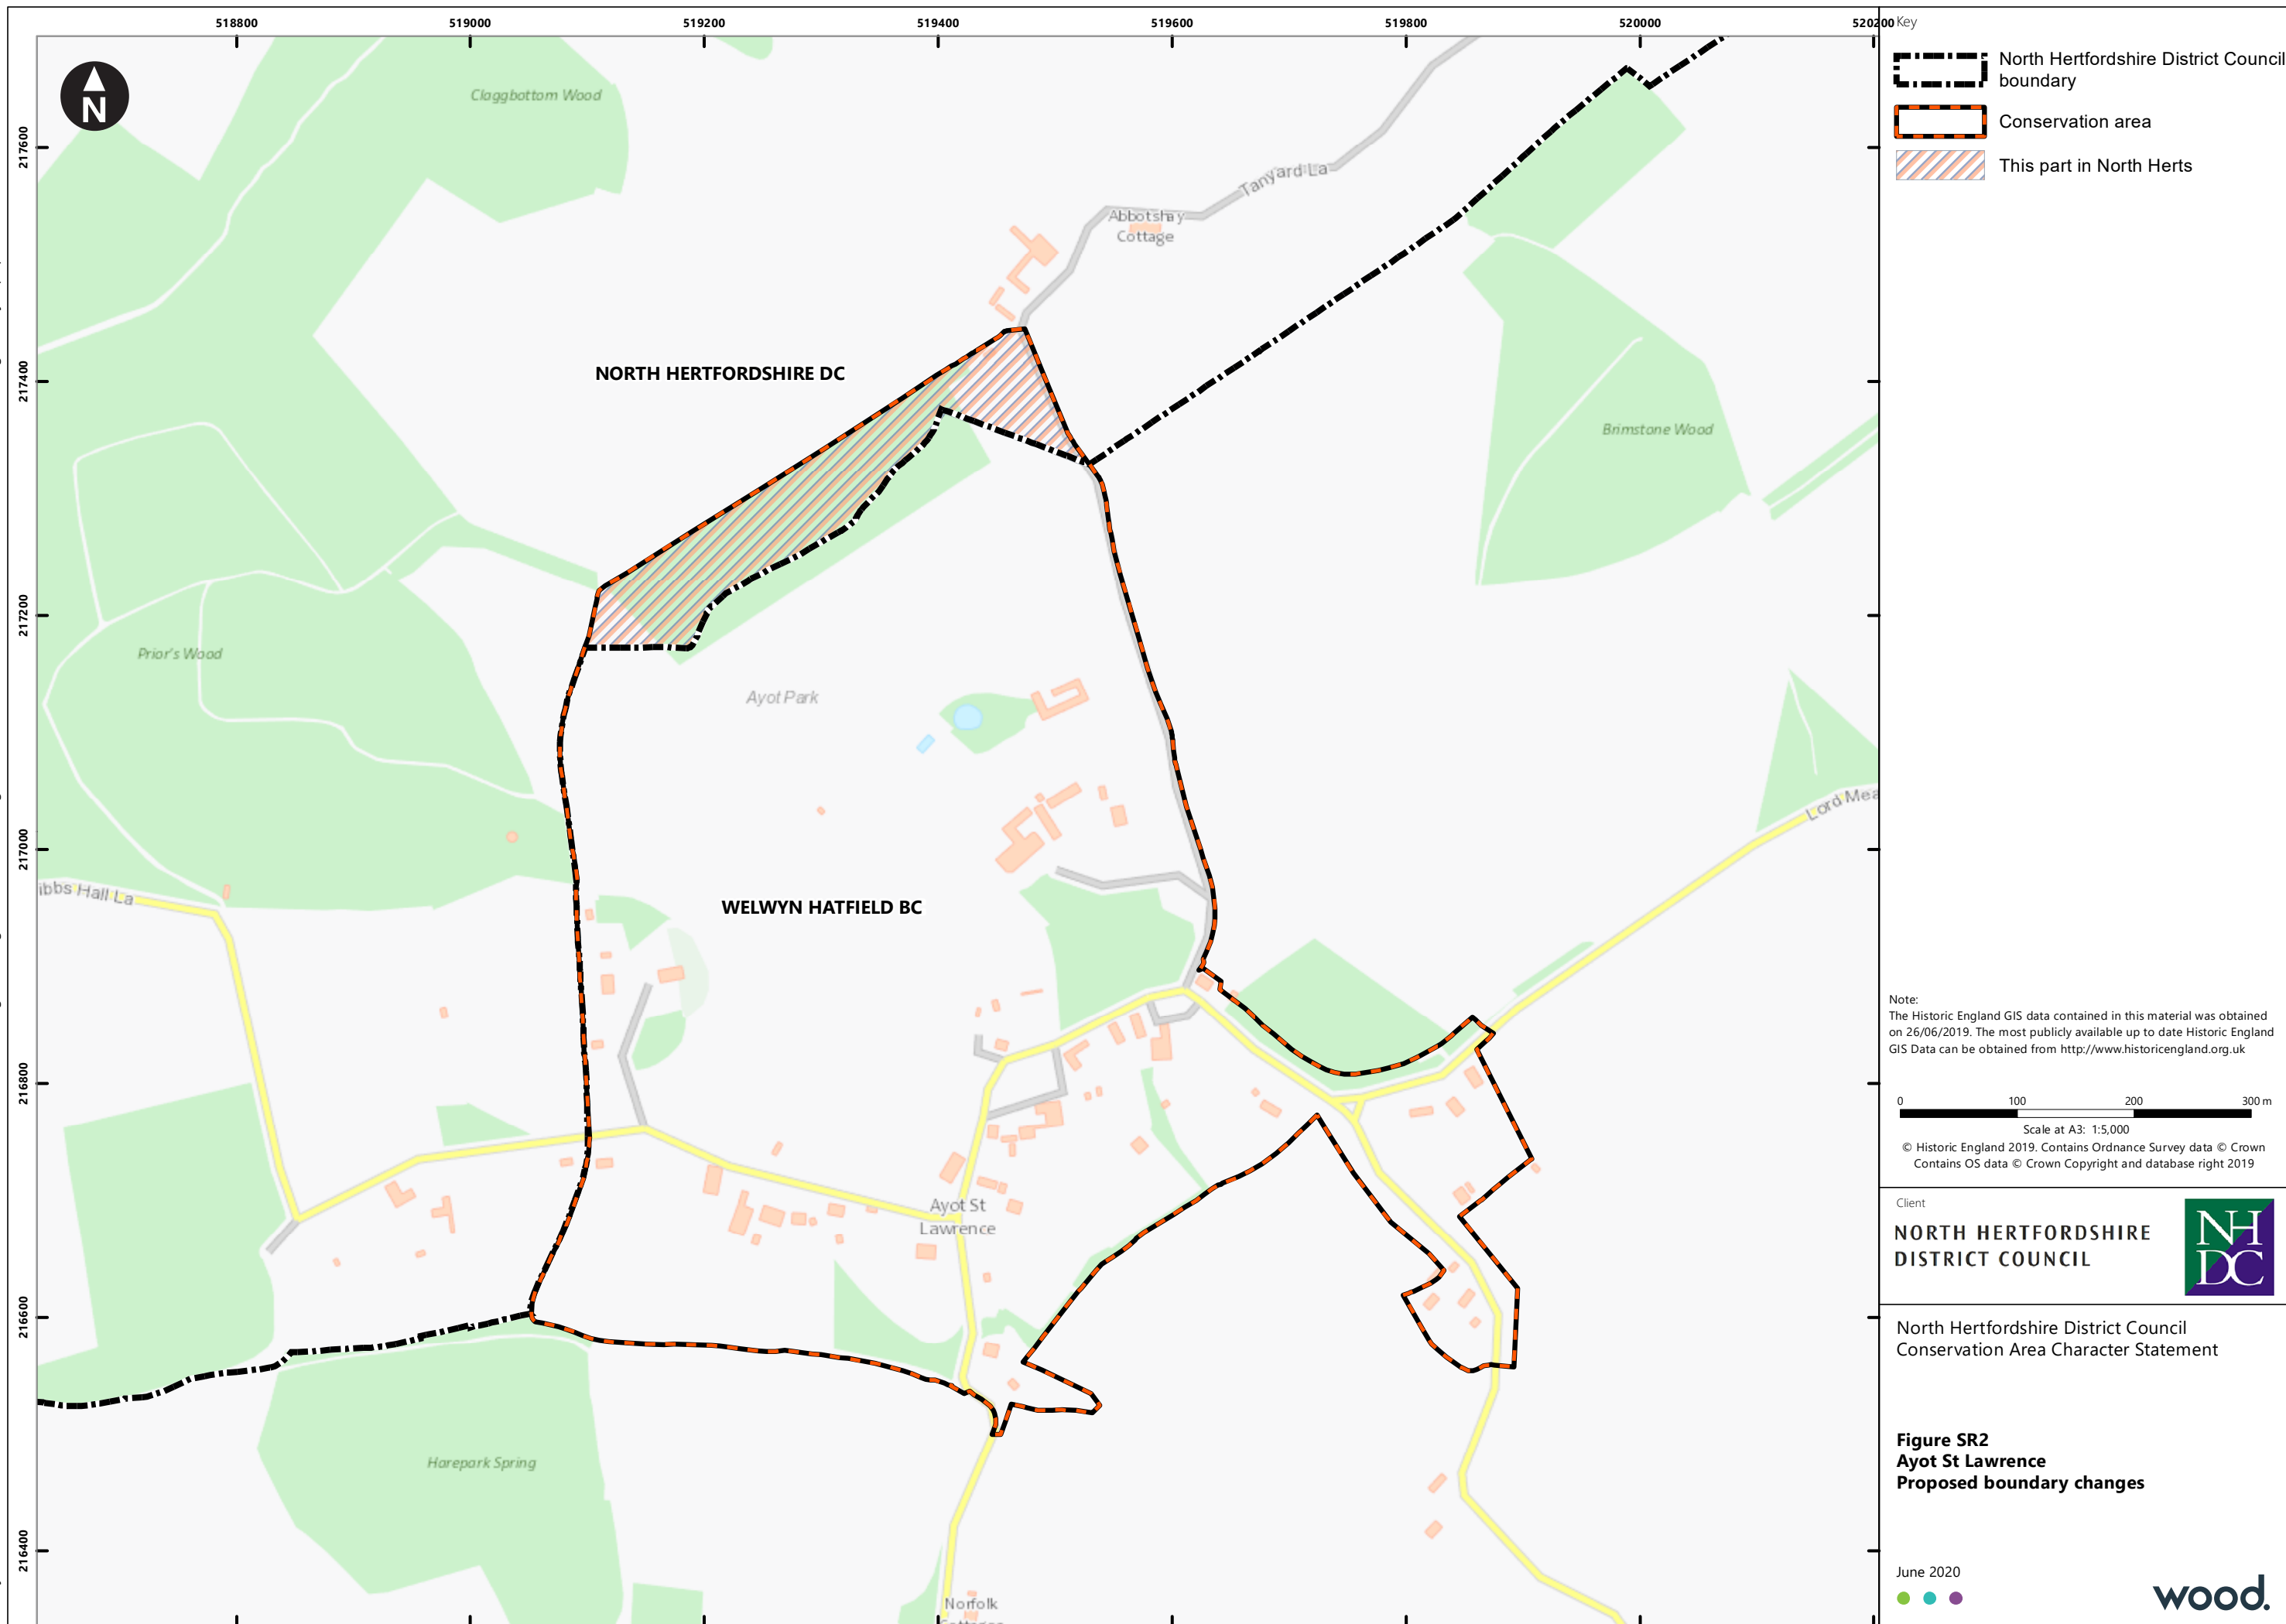 518800
519000
519200
519400
519600
519800
520000
520200
217600
217400
217200
217000
216800
216600
216400
N
Claggbottom Wood
Tanyard La
Abbotshay
Cottage
NORTH HERTFORDSHIRE DC
Brimstone Wood
Prior's Wood
Ayot Park
Lord Mea
ibbs Hall La
WELWYN HATFIELD BC
Ayot St
Lawrence
Harepark Spring
Norfolk
Key
North Hertfordshire District Council
boundary
Conservation area
This part in North Herts
Note:
The Historic England GIS data contained in this material was obtained
on 26/06/2019. The most publicly available up to date Historic England
GIS Data can be obtained from http://www.historicengland.org.uk
0 100 200 300 m
Scale at A3: 1:5,000
© Historic England 2019. Contains Ordnance Survey data © Crown
Contains OS data © Crown Copyright and database right 2019
Client
NORTH HERTFORDSHIRE
DISTRICT COUNCIL
NH
DC
North Hertfordshire District Council
Conservation Area Character Statement
Figure SR2
Ayot St Lawrence
Proposed boundary changes
June 2020
wood.